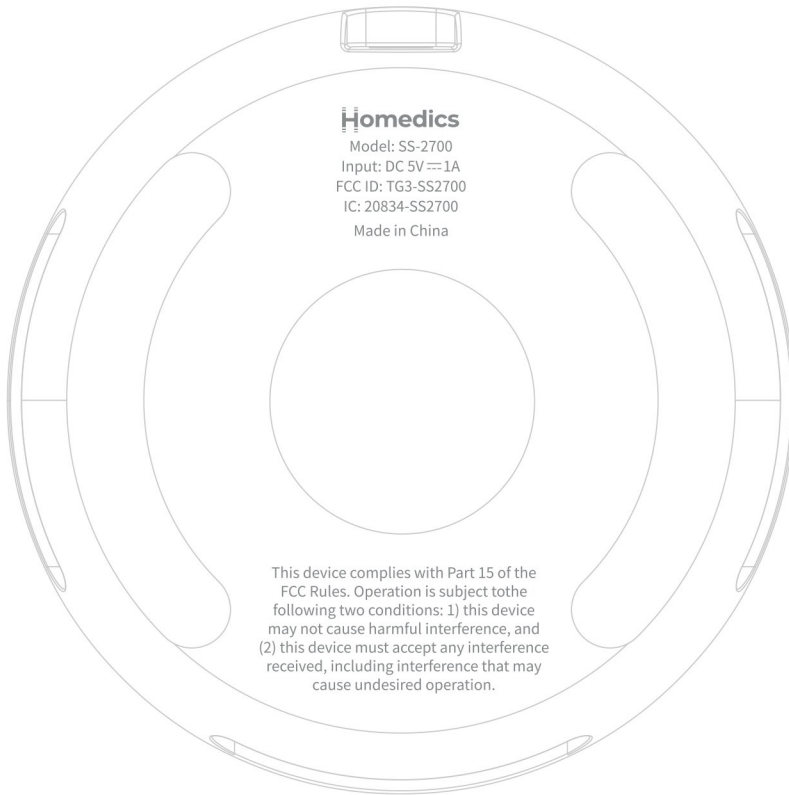 Homedics
Model: SS-2700
Input: DC 5V ⎓ 1A
FCC ID: TG3-SS2700
IC: 20834-SS2700
Made in China
This device complies with Part 15 of the
FCC Rules. Operation is subject tothe
following two conditions: 1) this device
may not cause harmful interference, and
(2) this device must accept any interference
received, including interference that may
cause undesired operation.